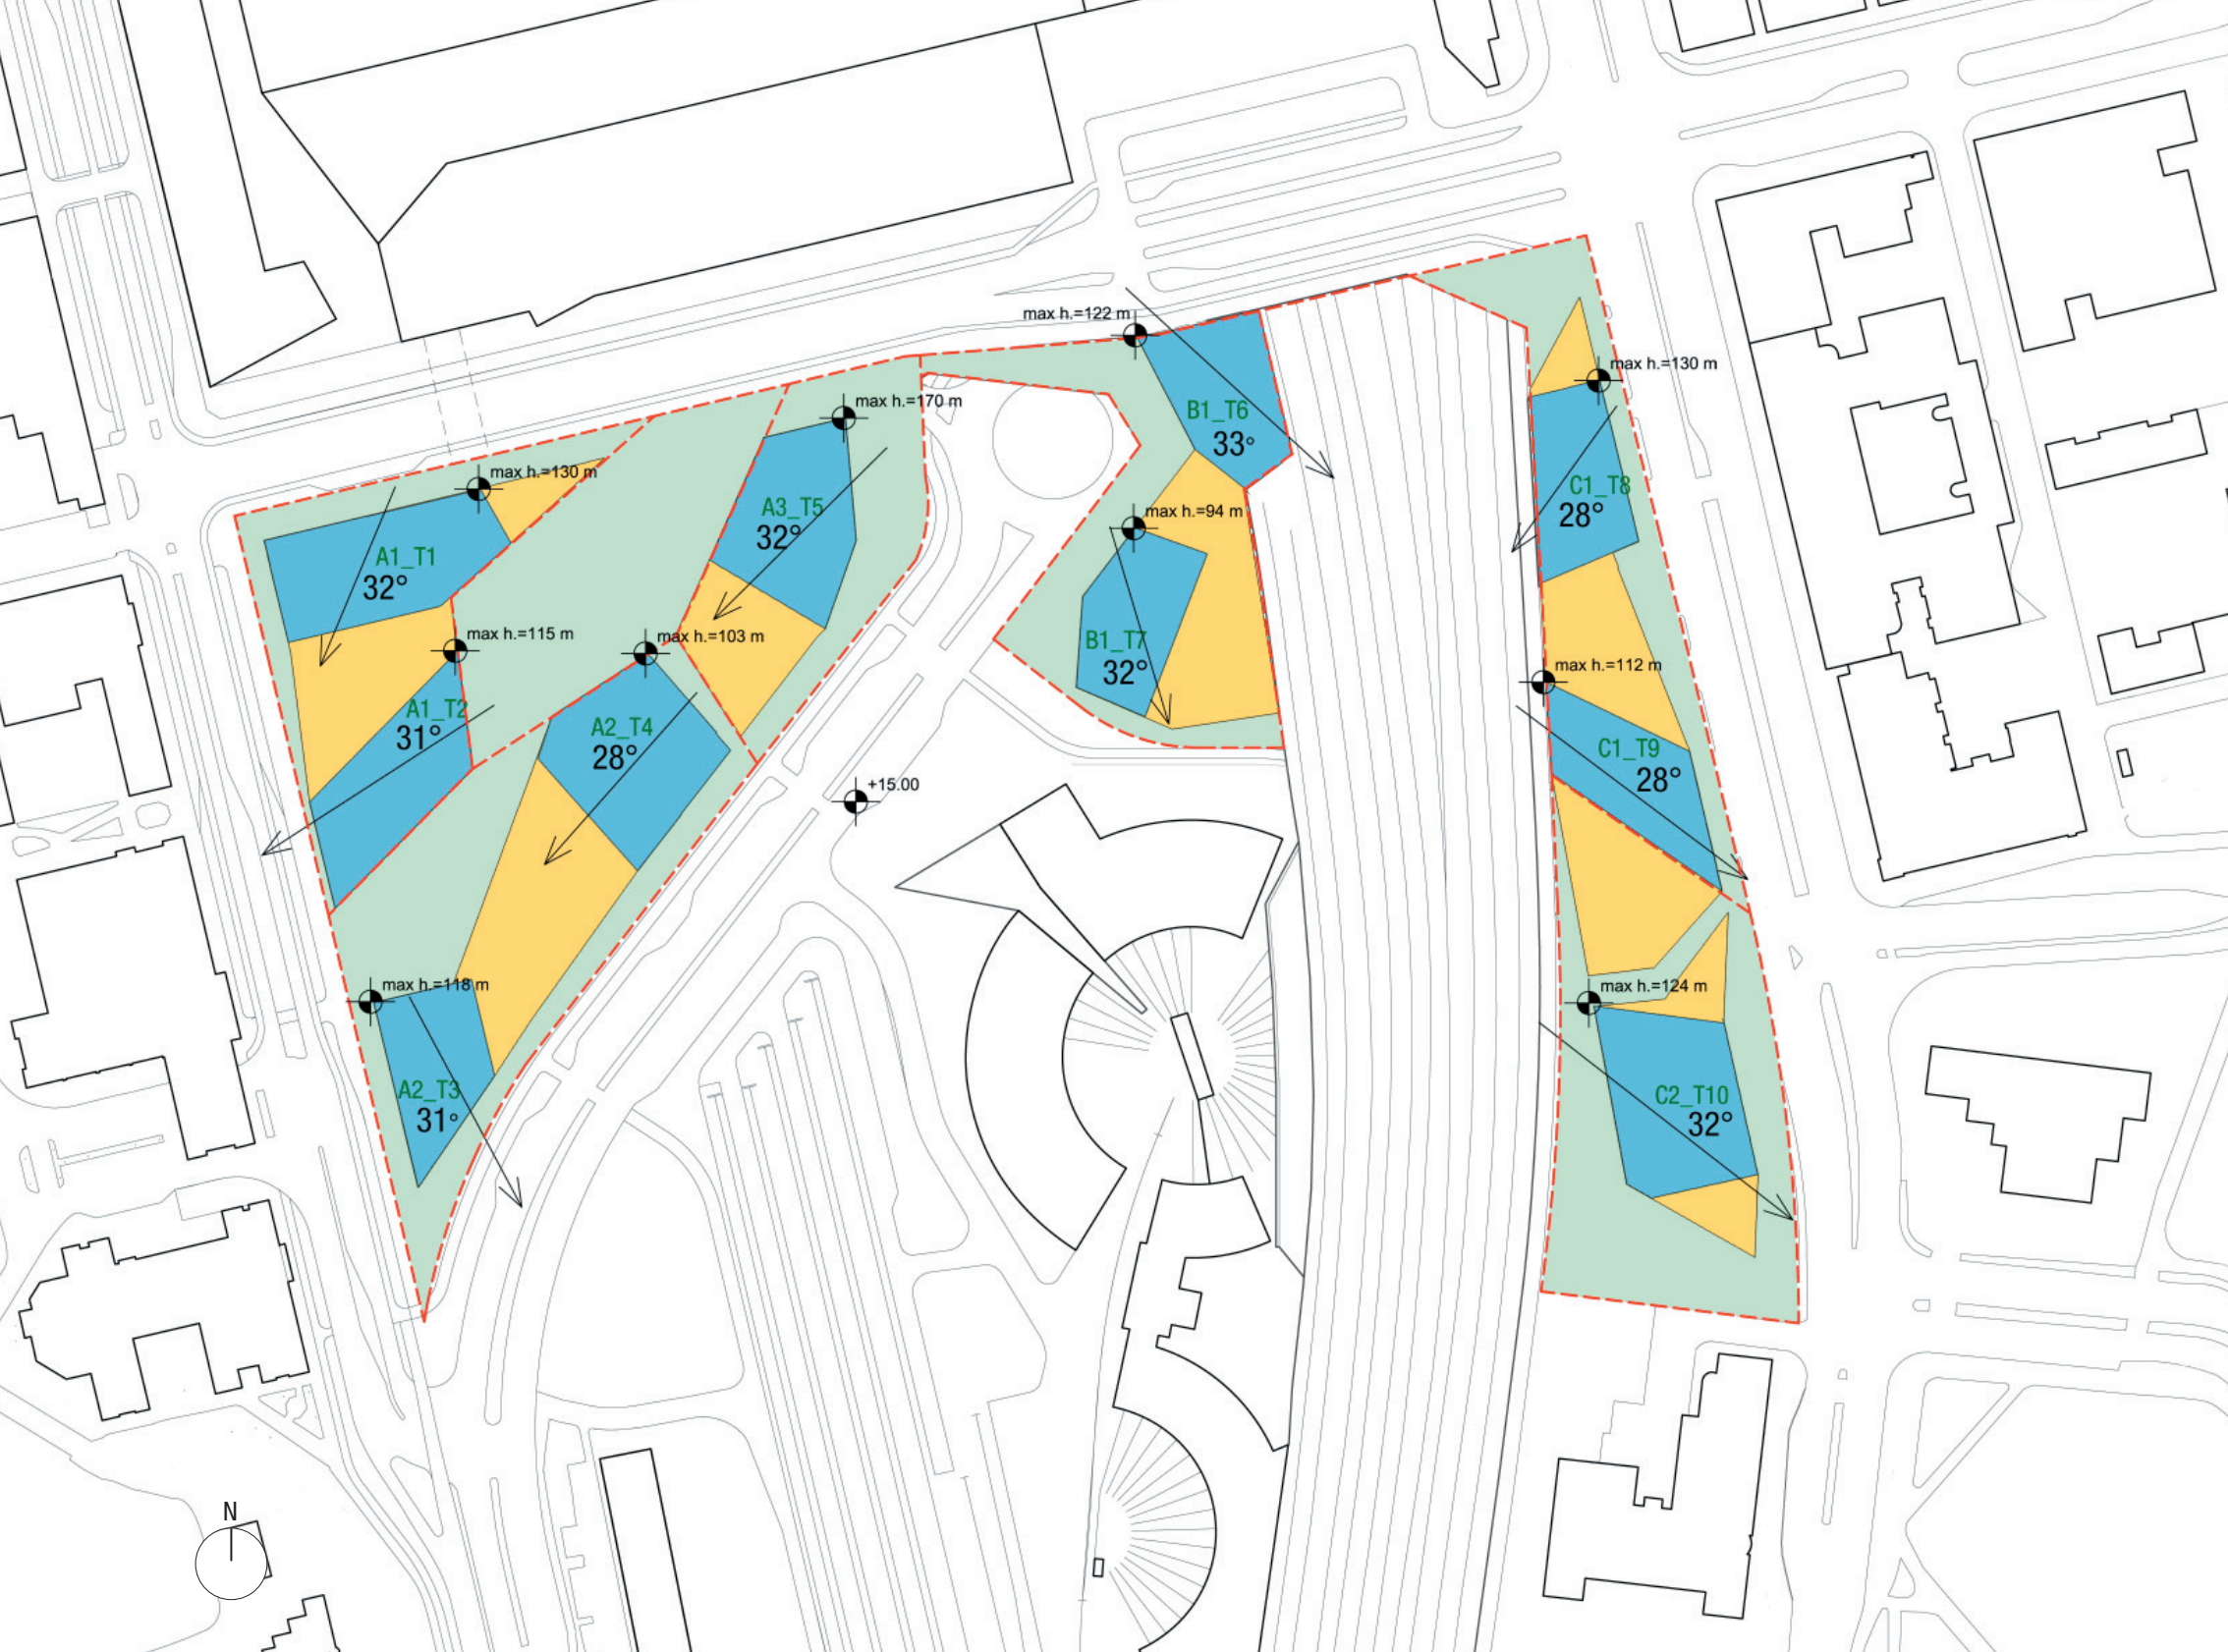 max h.=122 m
max h.=130 m
max h.=170 m
B1_T6
33°
max h.=130 m
C1_T8
28°
A3_T5
32°
max h.=94 m
A1_T1
32°
max h.=115 m
max h.=103 m
B1_T7
32°
max h.=112 m
A1_T2
31°
A2_T4
28°
C1_T9
28°
+15.00
max h.=118 m
max h.=124 m
A2_T3
31°
C2_T10
32°
N